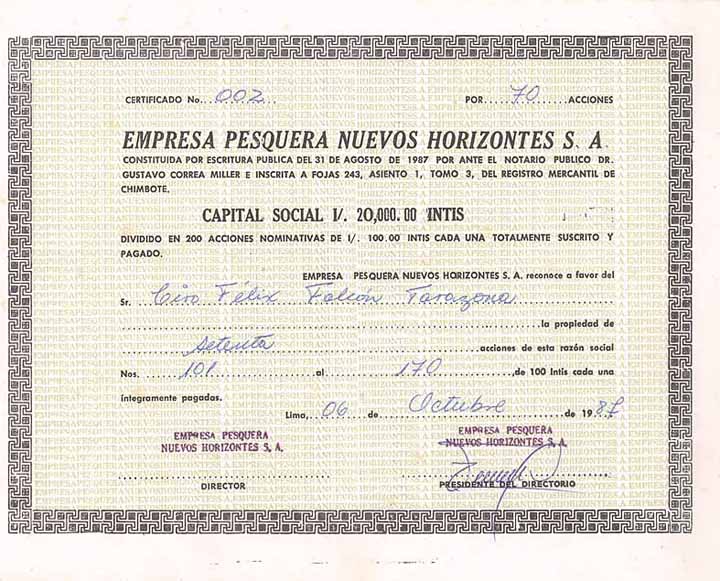 CERTIFICADO No. 002 POR 70 ACCIONES
EMPRESA PESQUERA NUEVOS HORIZONTES S. A.
CONSTITUIDA POR ESCRITURA PUBLICA DEL 31 DE AGOSTO DE 1987 POR ANTE EL NOTARIO PUBLICO DR.
GUSTAVO CORREA MILLER E INSCRITA A FOJAS 243, ASIENTO 1, TOMO 3, DEL REGISTRO MERCANTIL DE
CHIMBOTE.
CAPITAL SOCIAL I/. 20,000.00 INTIS
DIVIDIDO EN 200 ACCIONES NOMINATIVAS DE I/. 100.00 INTIS CADA UNA TOTALMENTE SUSCRITO Y
PAGADO.
EMPRESA PESQUERA NUEVOS HORIZONTES S. A. reconoce a favor del
Sr. Ciro Félix Falcón Tarazona
la propiedad de
Setenta acciones de esta razón social
Nos. 101 al 170, de 100 Intis cada una
íntegramente pagadas.
Lima, 06 de Octubre de 1987
EMPRESA PESQUERA
NUEVOS HORIZONTES S. A.
DIRECTOR
EMPRESA PESQUERA
NUEVOS HORIZONTES S. A.
PRESIDENTE DEL DIRECTORIO